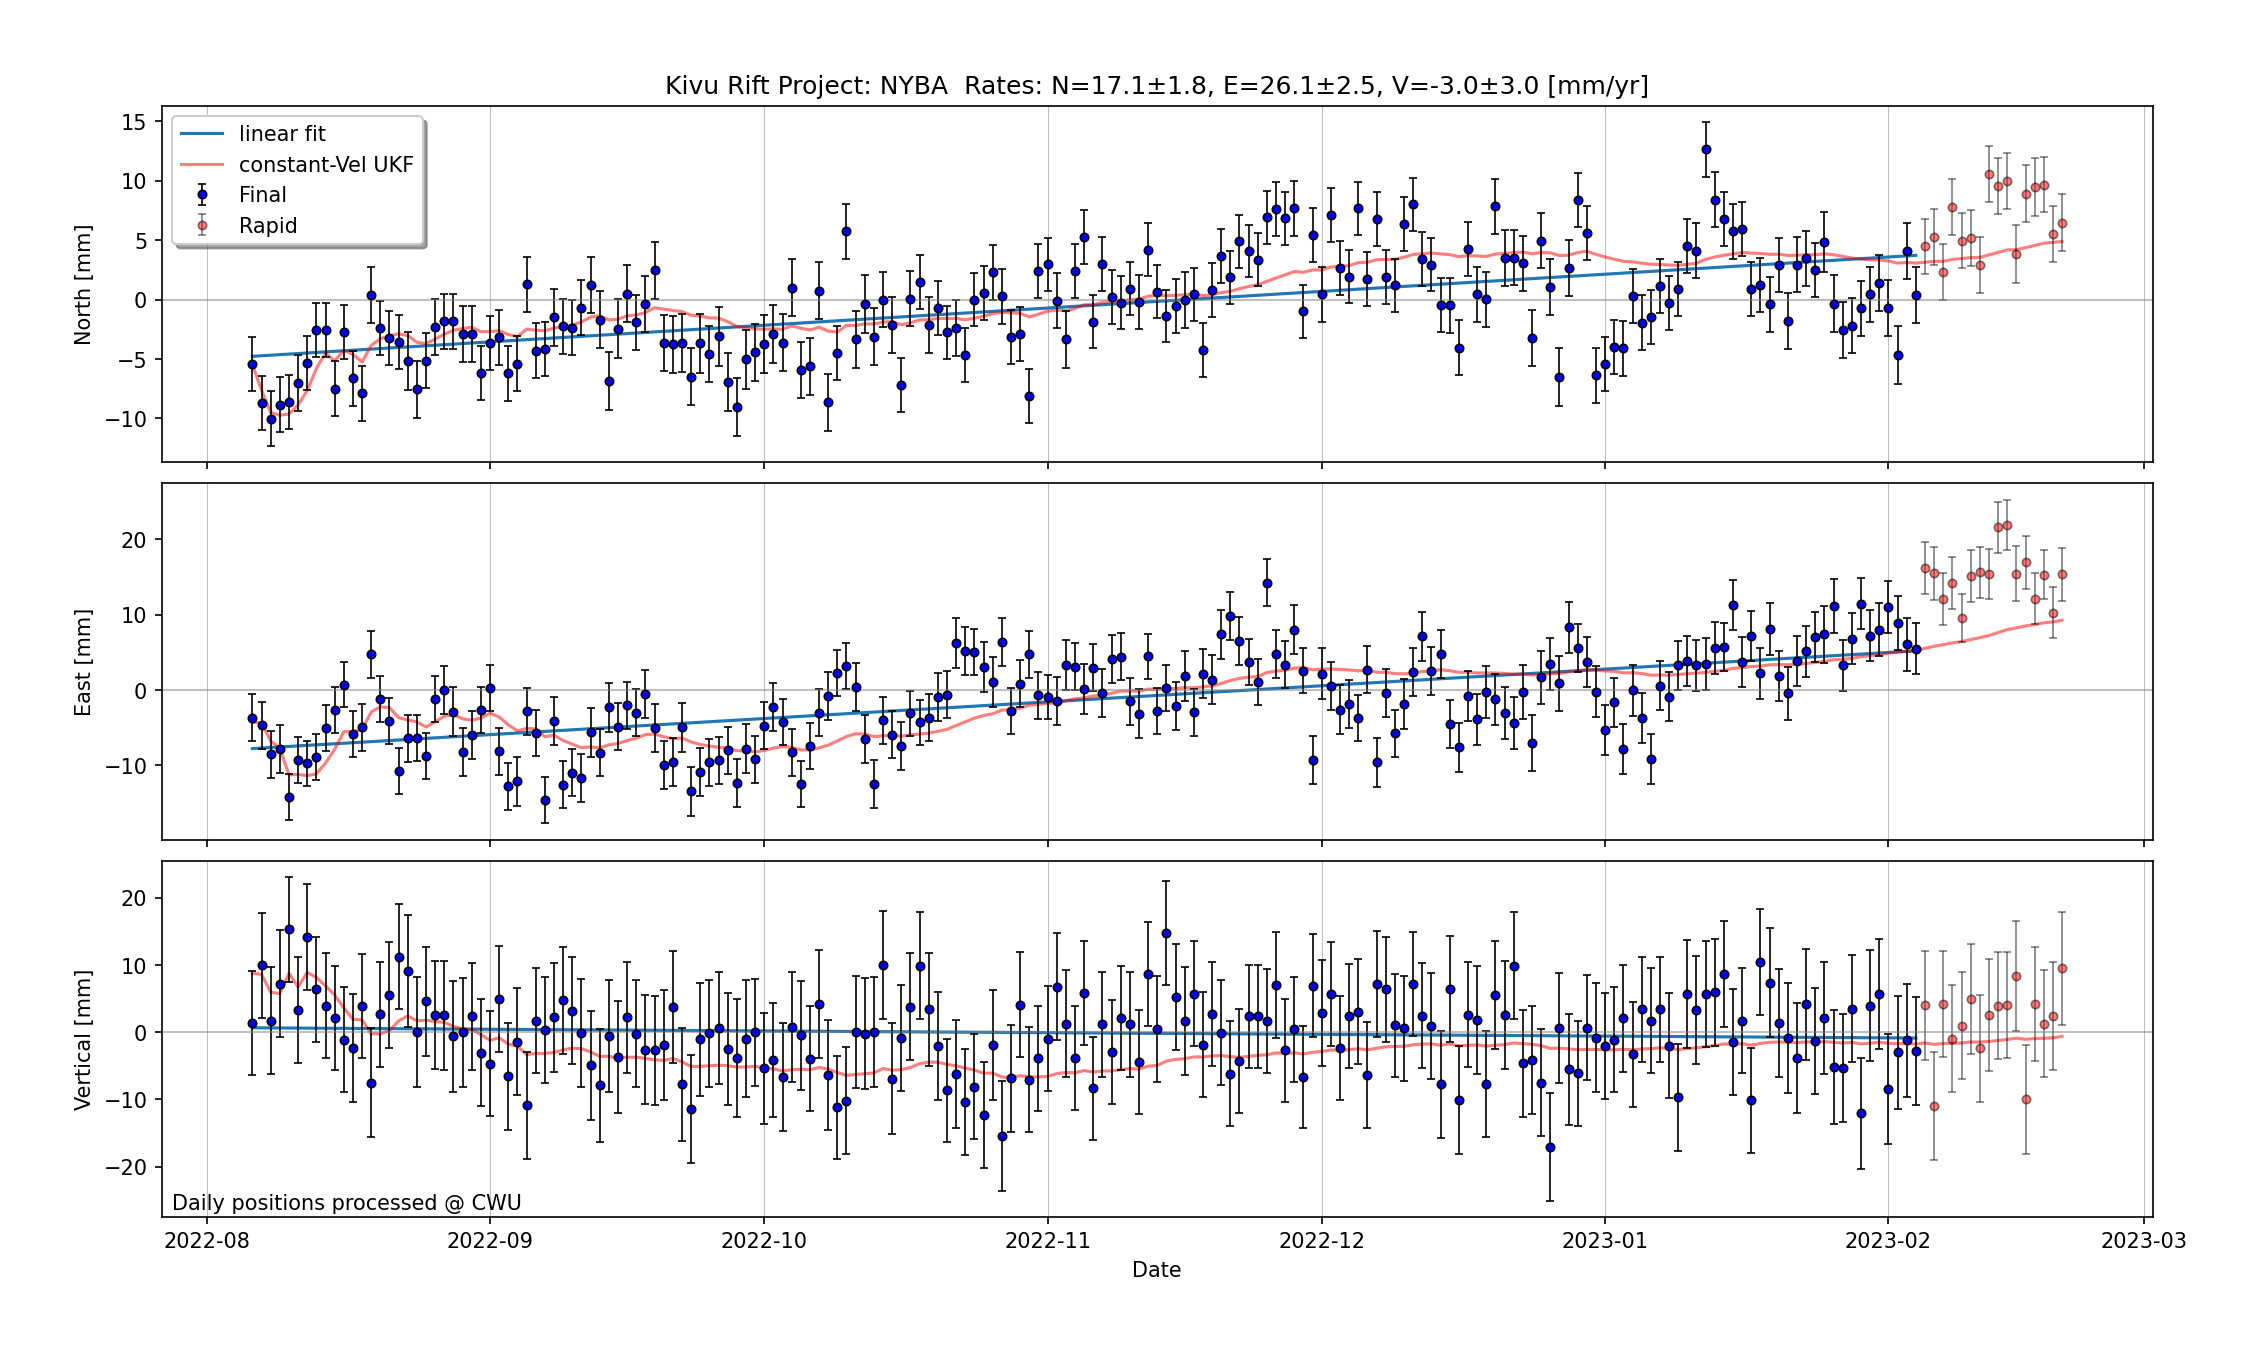 Kivu Rift Project: NYBA  Rates: N=17.1±1.8, E=26.1±2.5, V=-3.0±3.0 [mm/yr]
North [mm]
15
10
5
0
−5
−10
linear fit
constant-Vel UKF
Final
Rapid
East [mm]
20
10
0
−10
Vertical [mm]
20
10
0
−10
−20
Daily positions processed @ CWU
2022-08 2022-09 2022-10 2022-11 2022-12 2023-01 2023-02 2023-03
Date